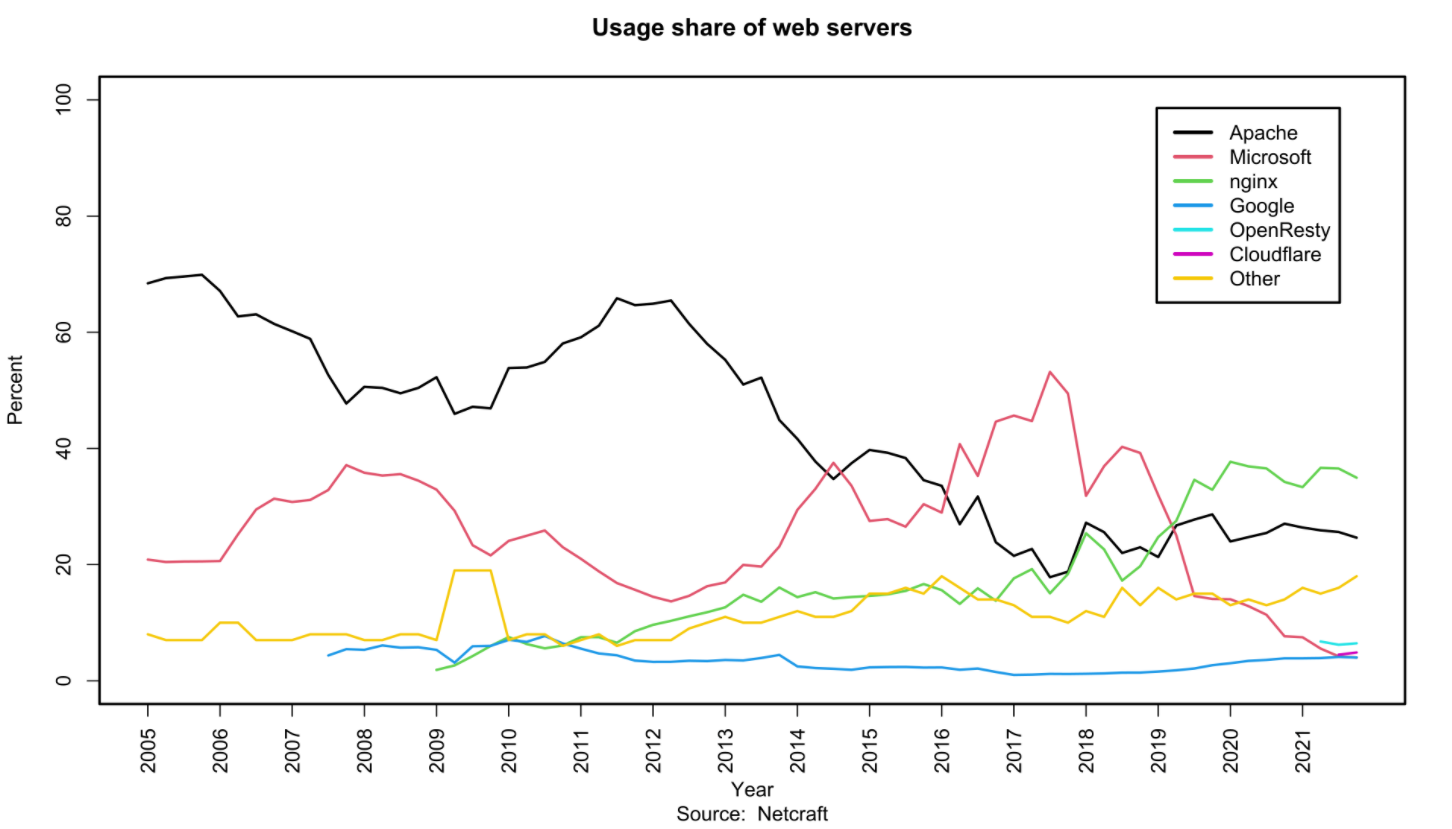 Usage share of web servers
Percent
100
80
60
40
20
0
Apache
Microsoft
nginx
Google
OpenResty
Cloudflare
Other
2005 2006 2007 2008 2009 2010 2011 2012 2013 2014 2015 2016 2017 2018 2019 2020 2021
Year
Source: Netcraft